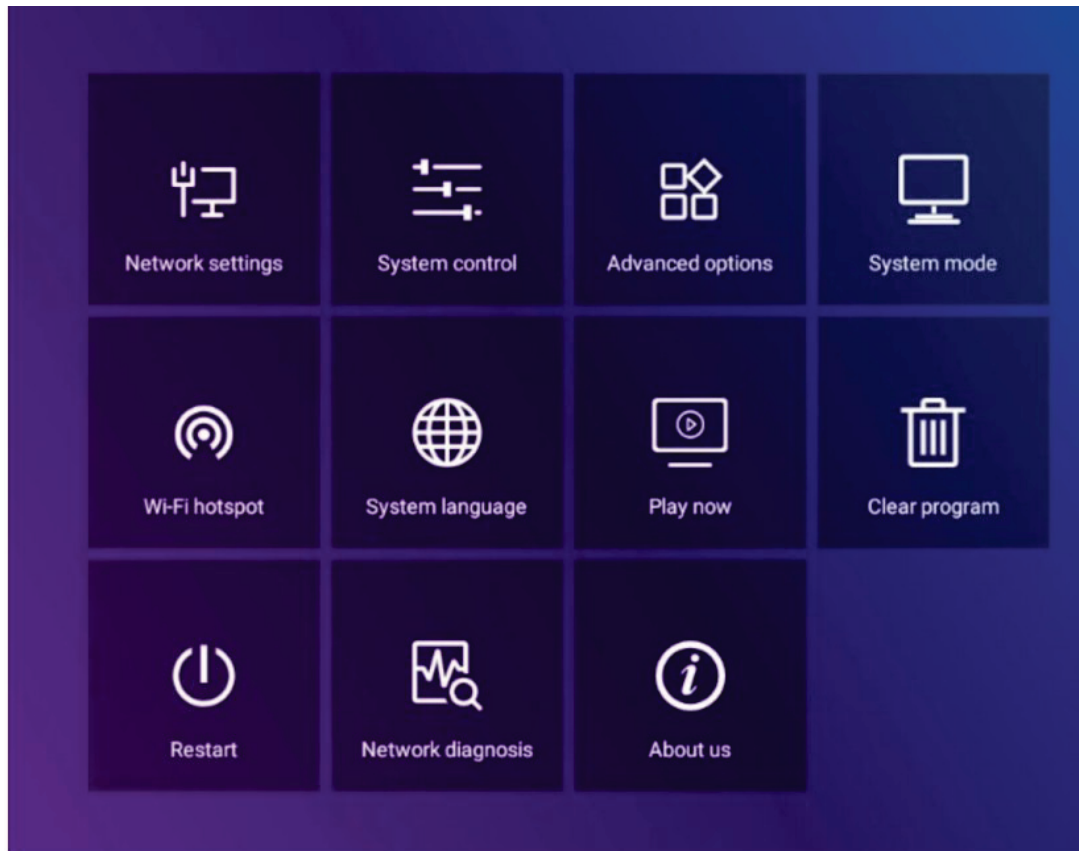 Network settings
System control
Advanced options
System mode
Wi-Fi hotspot
System language
Play now
Clear program
Restart
Network diagnosis
About us